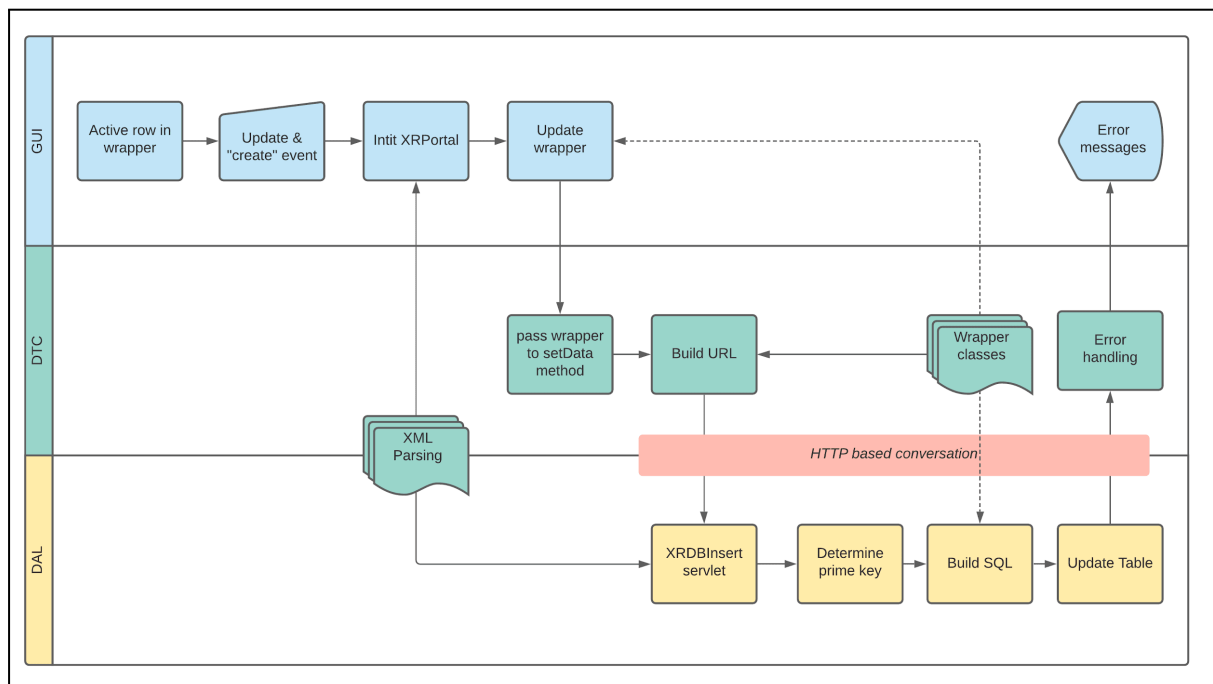 GUI
Active row in
wrapper
Update &
"create" event
Intit XRPortal
Update
wrapper
Error
messages
DTC
pass wrapper
to setData
method
Build URL
Wrapper
classes
Error
handling
XML
Parsing
HTTP based conversation
DAL
XRDBInsert
servlet
Determine
prime key
Build SQL
Update Table